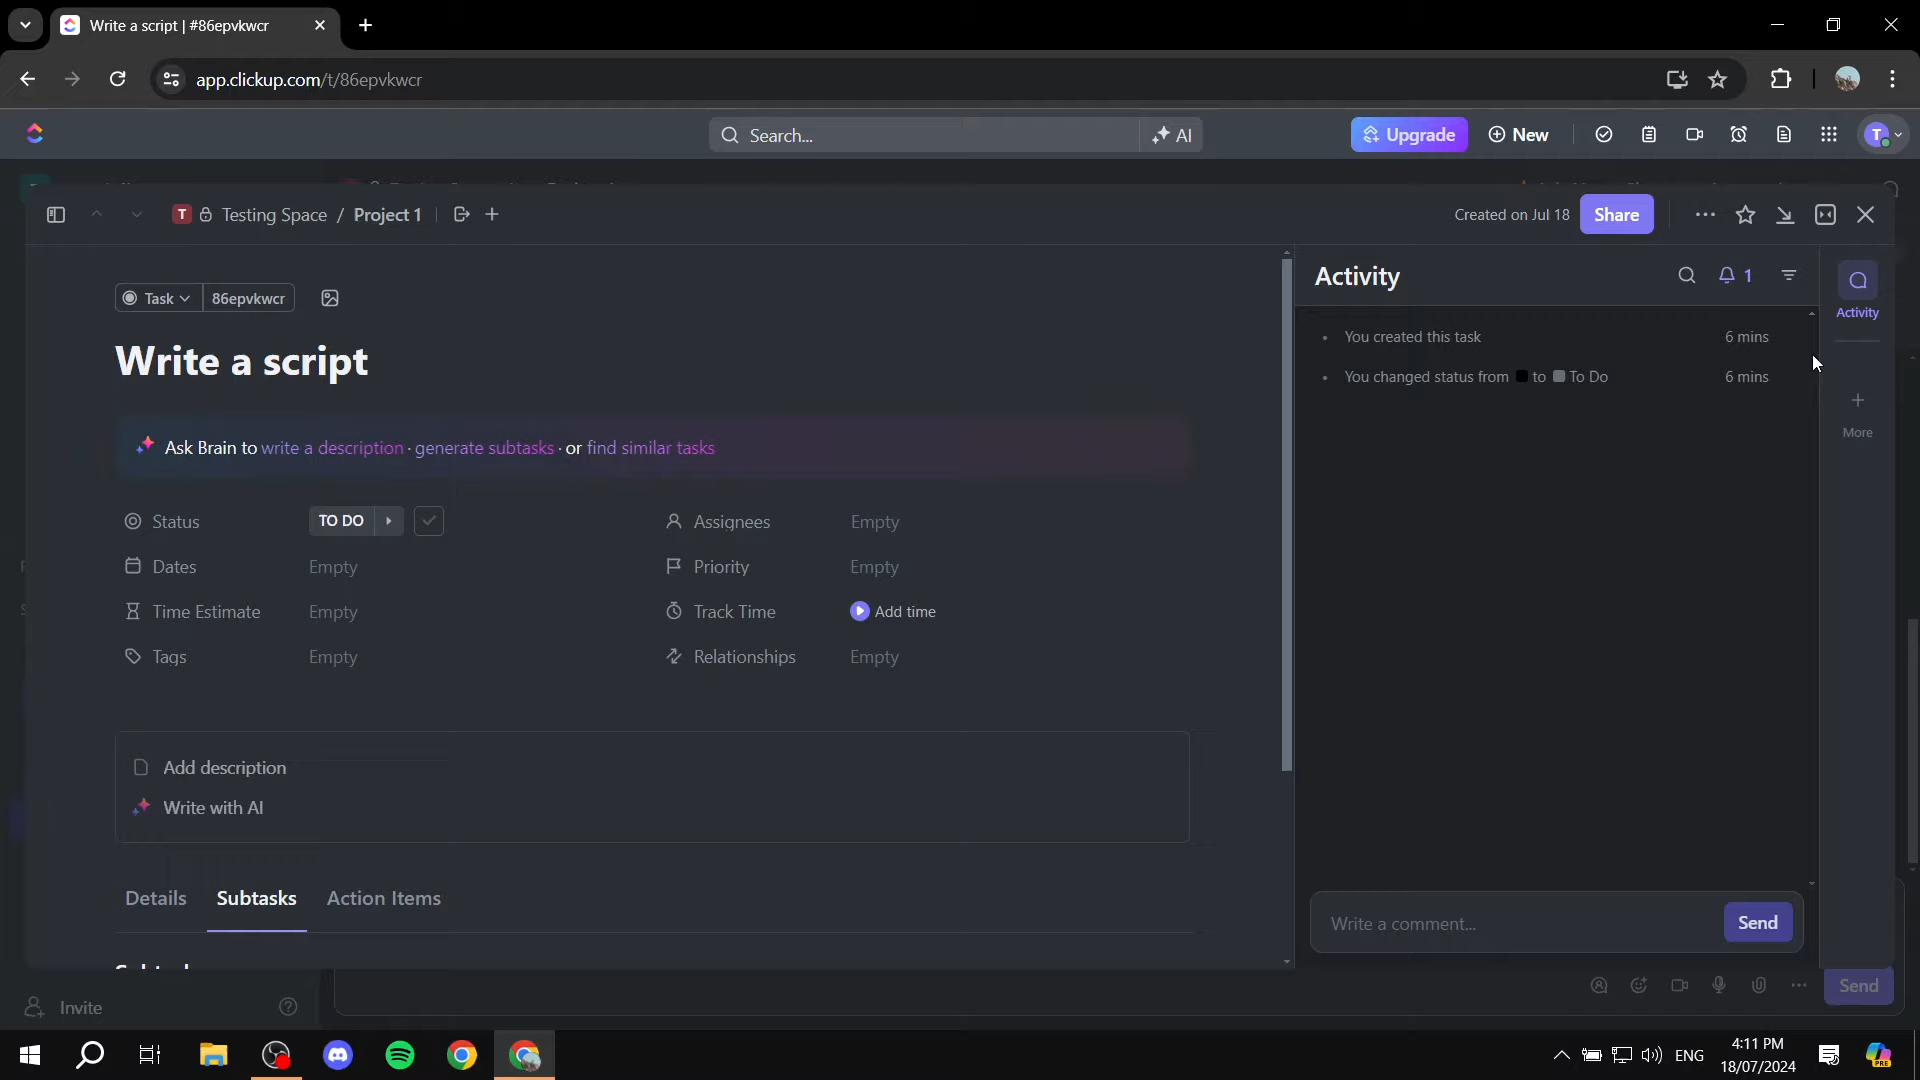 Write a script | #86epvkwcr
app.clickup.com/t/86epvkwcr
Search...
AI
Upgrade
New
T
T Testing Space / Project 1
Created on Jul 18
Share
Task
86epvkwcr
Write a script
Ask Brain to write a description · generate subtasks · or find similar tasks
Status
TO DO
Assignees
Empty
Dates
Empty
Priority
Empty
Time Estimate
Empty
Track Time
Add time
Tags
Empty
Relationships
Empty
Add description
Write with AI
Details
Subtasks
Action Items
Activity
1
You created this task
6 mins
You changed status from to To Do
6 mins
Write a comment...
Send
Activity
More
Invite
Send
ENG
4:11 PM
18/07/2024
PRE